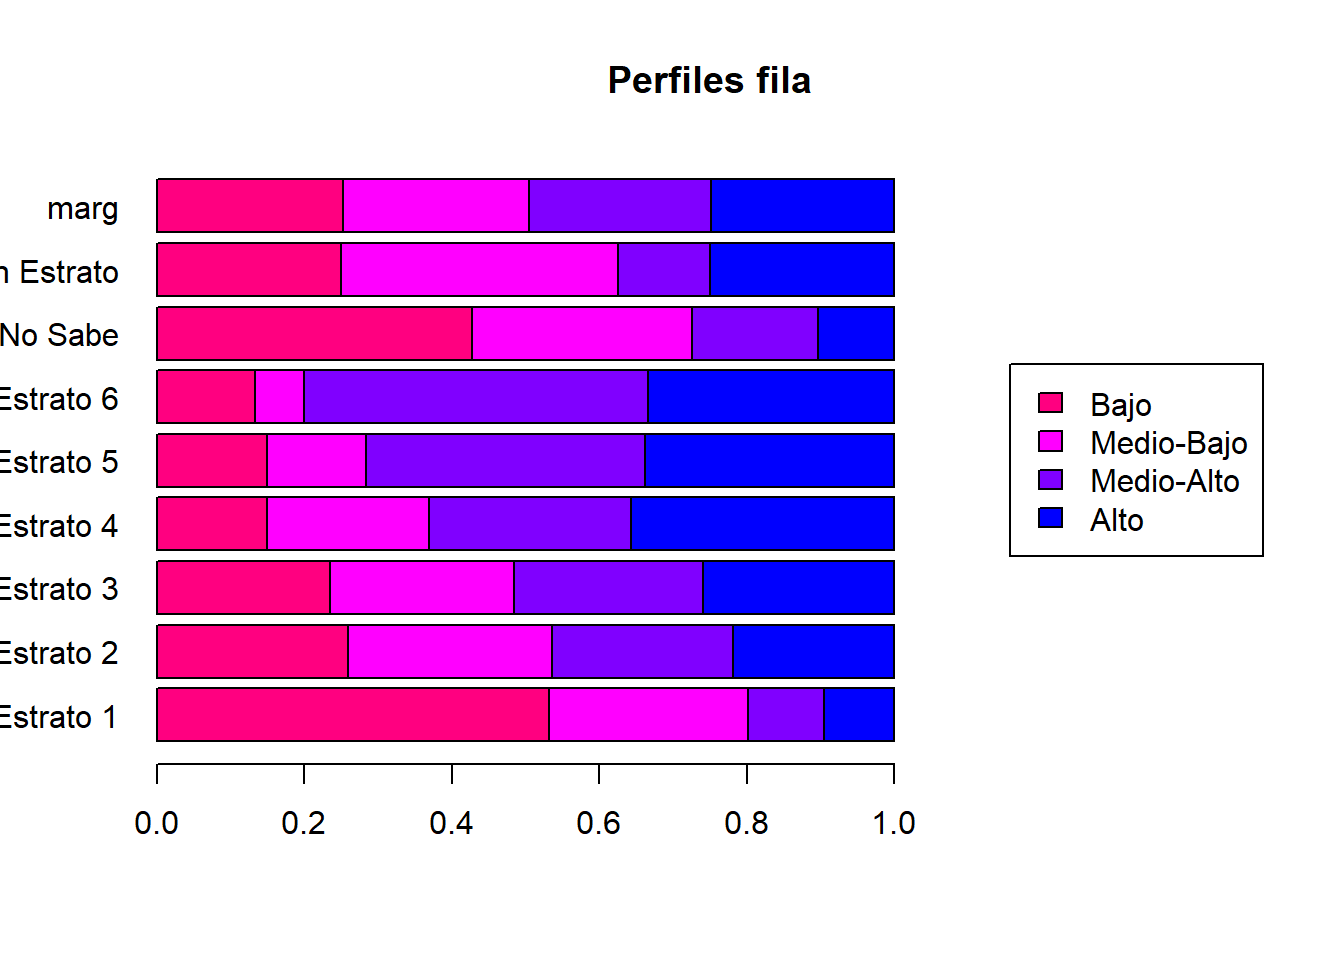 Perfiles fila
marg
n Estrato
No Sabe
Estrato 6
Estrato 5
Estrato 4
Estrato 3
Estrato 2
Estrato 1
0.0 0.2 0.4 0.6 0.8 1.0
Bajo
Medio-Bajo
Medio-Alto
Alto